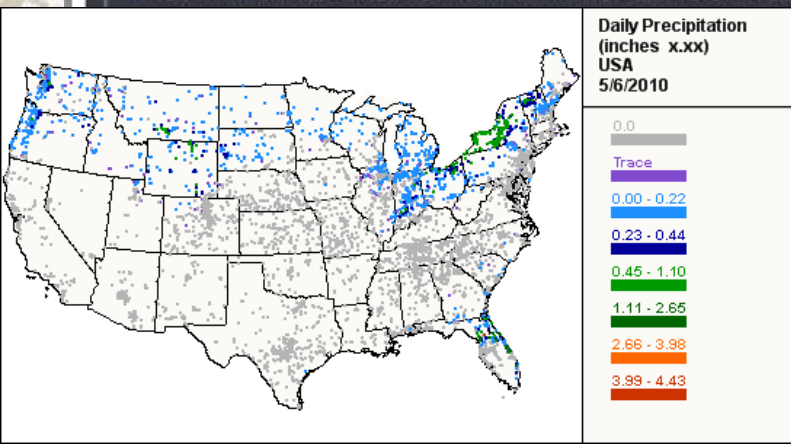 Daily Precipitation
(inches x.xx)
USA
5/6/2010
0.0
Trace
0.00 - 0.22
0.23 - 0.44
0.45 - 1.10
1.11 - 2.65
2.66 - 3.98
3.99 - 4.43